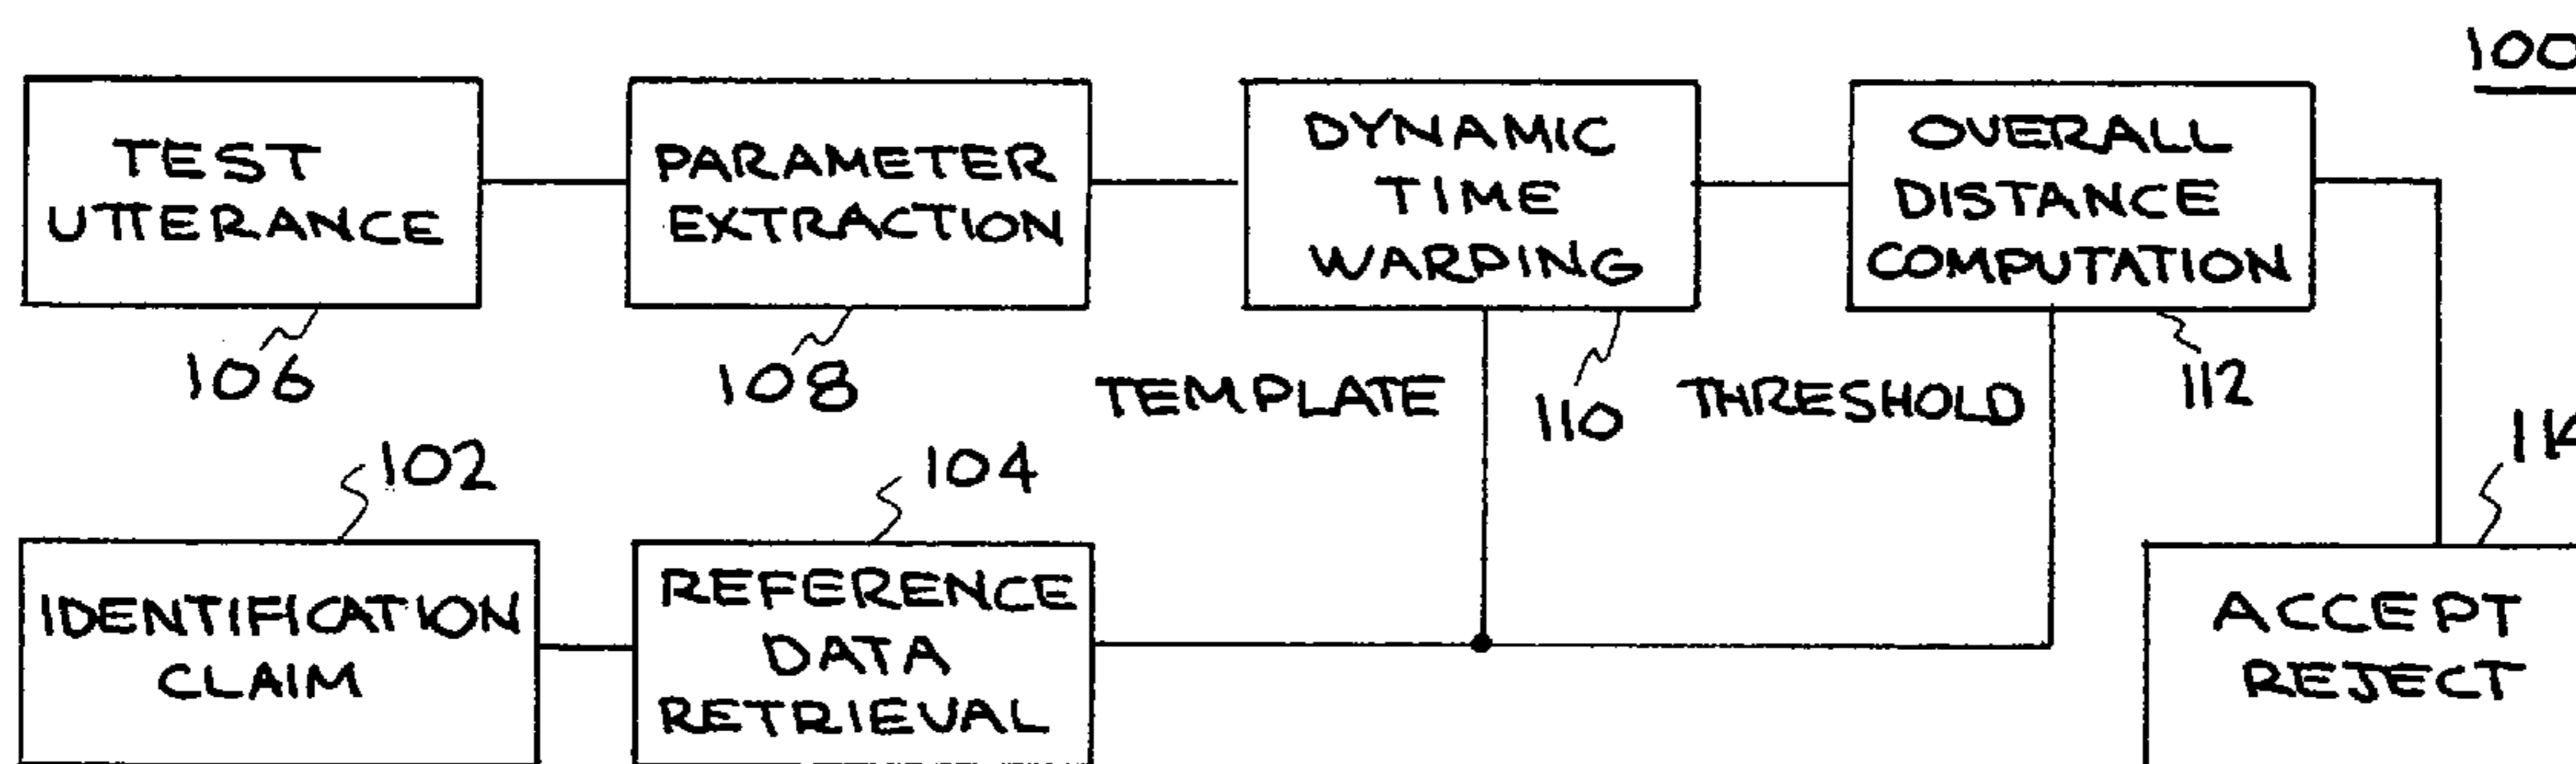 100
TEST
UTTERANCE
PARAMETER
EXTRACTION
DYNAMIC
TIME
WARPING
OVERALL
DISTANCE
COMPUTATION
106
108
TEMPLATE
110
THRESHOLD
112
102
104
114
IDENTIFICATION
CLAIM
REFERENCE
DATA
RETRIEVAL
ACCEPT
REJECT